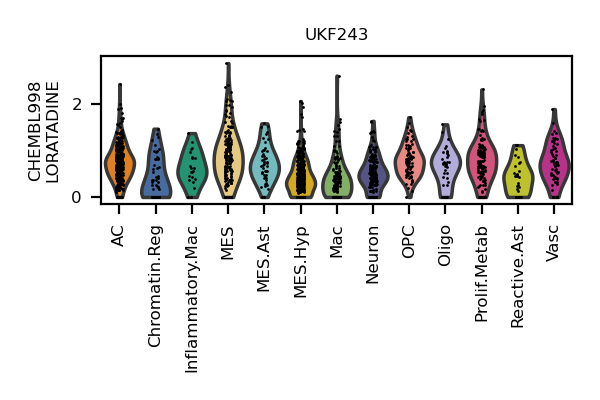 UKF243
CHEMBL998
LORATADINE
2
0
AC
Chromatin.Reg
Inflammatory.Mac
MES
MES.Ast
MES.Hyp
Mac
Neuron
OPC
Oligo
Prolif.Metab
Reactive.Ast
Vasc